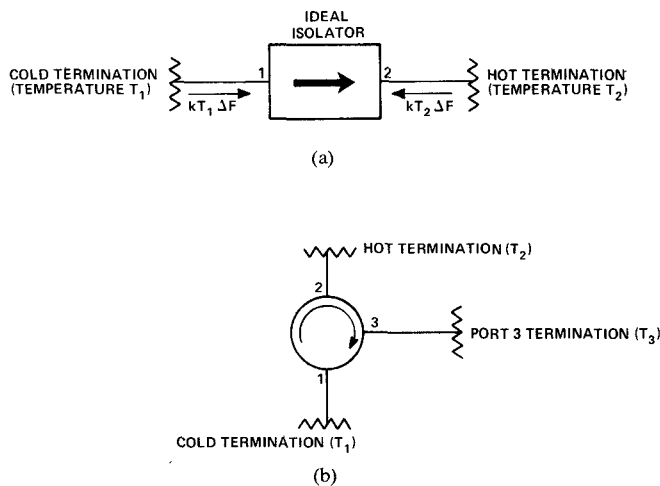 IDEAL
ISOLATOR
COLD TERMINATION
(TEMPERATURE T₁)
1
2
HOT TERMINATION
(TEMPERATURE T₂)
kT₁ ΔF
kT₂ ΔF
(a)
HOT TERMINATION (T₂)
2
3
PORT 3 TERMINATION (T₃)
1
COLD TERMINATION (T₁)
(b)